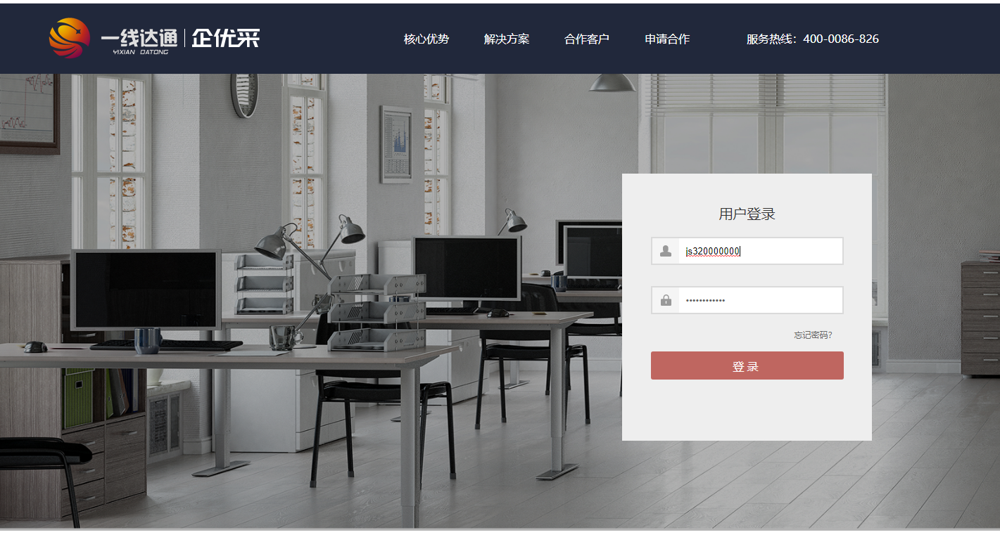 一线达通
YIXIAN DATONG
企优采
核心优势
解决方案
合作客户
申请合作
服务热线：400-0086-826
用户登录
js320000000
••••••••••••
忘记密码?
登 录